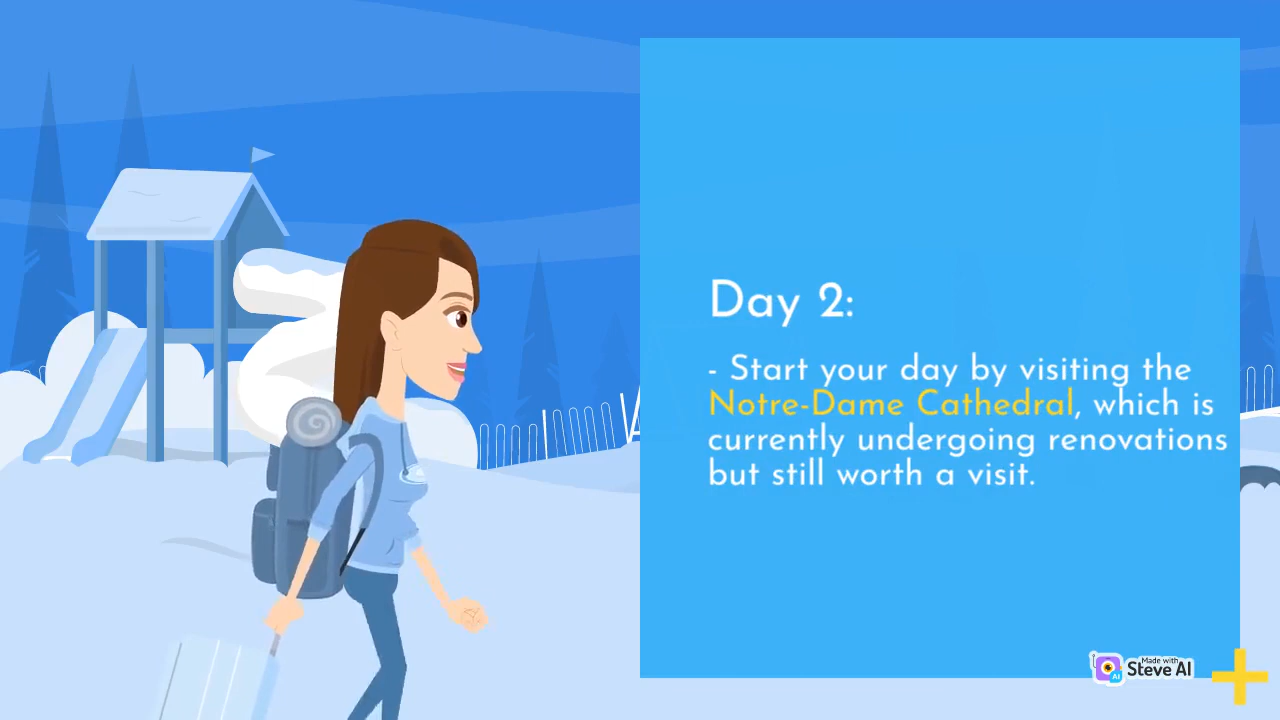 Day 2:
- Start your day by visiting the
Notre-Dame Cathedral, which is
currently undergoing renovations
but still worth a visit.
Made with
Steve AI
AI